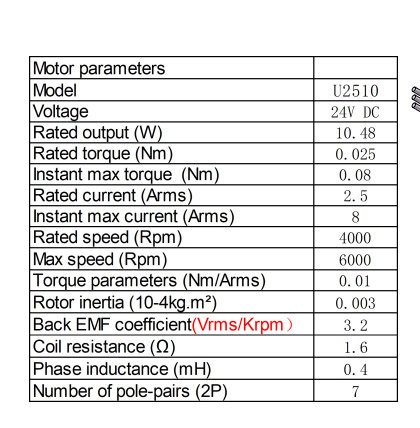 Motor parameters
Model U2510
Voltage 24V DC
Rated output (W) 10.48
Rated torque (Nm) 0.025
Instant max torque (Nm) 0.08
Rated current (Arms) 2.5
Instant max current (Arms) 8
Rated speed (Rpm) 4000
Max speed (Rpm) 6000
Torque parameters (Nm/Arms) 0.01
Rotor inertia (10-4kg.m²) 0.003
Back EMF coefficient(Vrms/Krpm） 3.2
Coil resistance (Ω) 1.6
Phase inductance (mH) 0.4
Number of pole-pairs (2P) 7